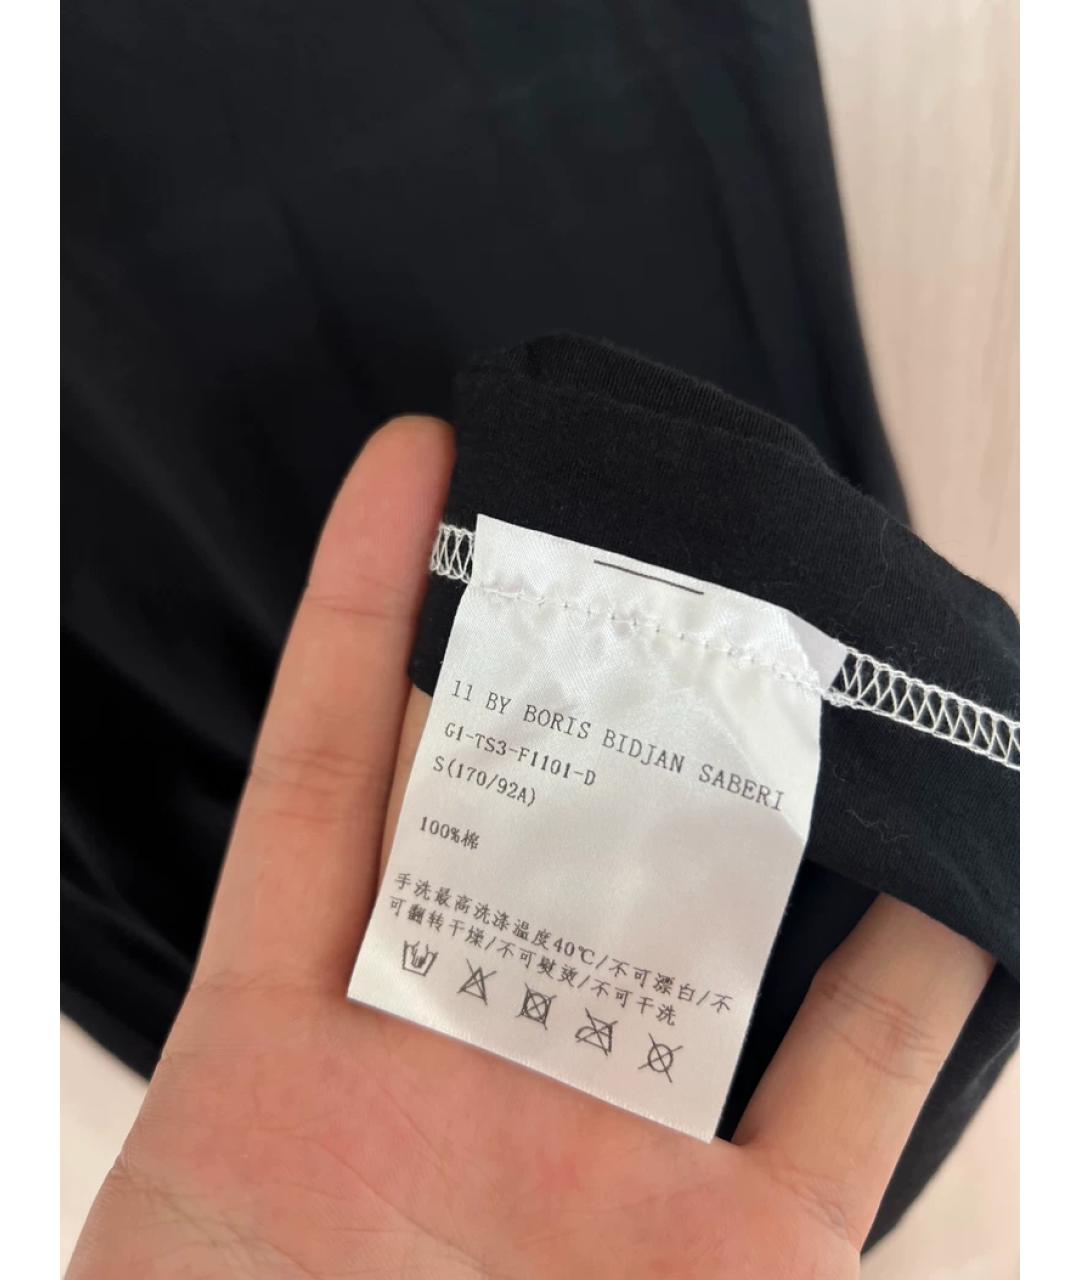 11 BY BORIS BIDJAN SABERI
G1-TS3-F1101-D
S(170/92A)
100%棉
手洗最高洗涤温度40℃/不可漂白/不
可翻转干燥/不可熨烫/不可干洗